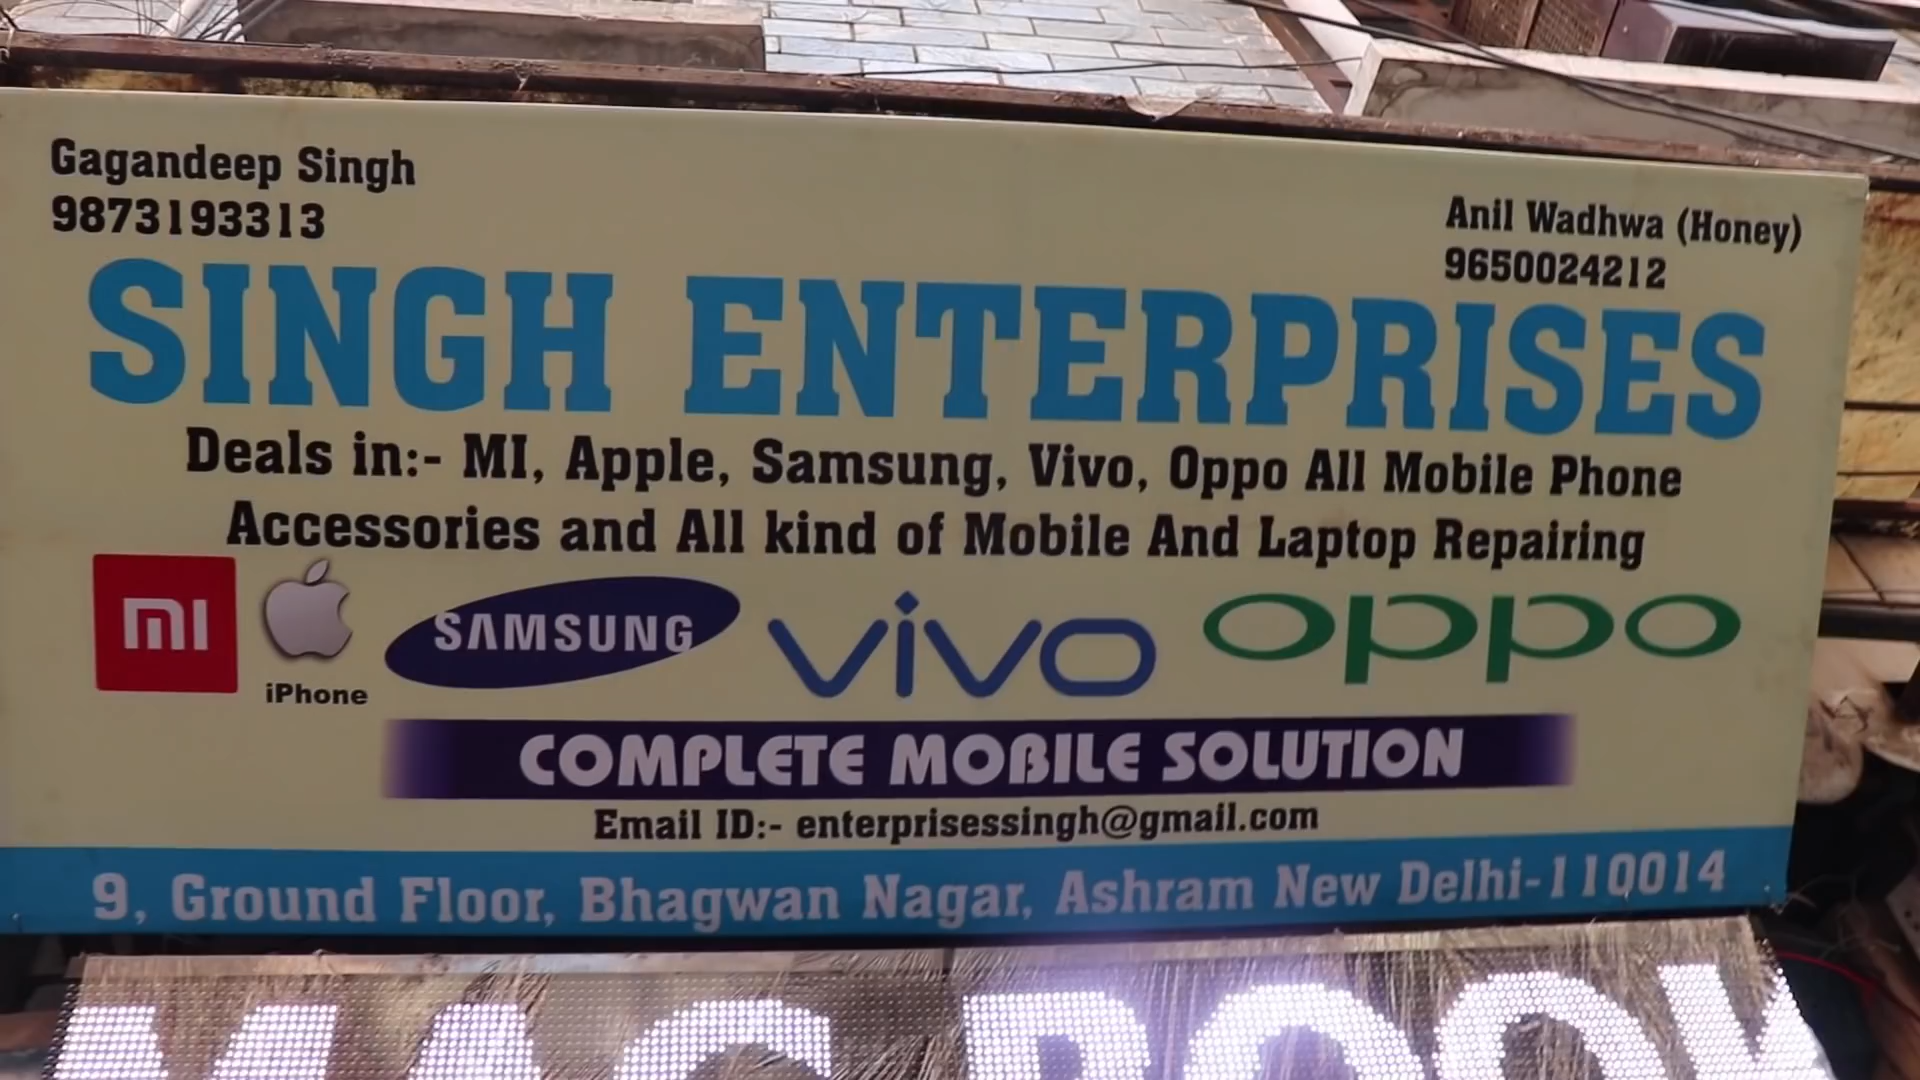 Gagandeep Singh
9873193313
Anil Wadhwa (Honey)
9650024212
SINGH ENTERPRISES
Deals in:- MI, Apple, Samsung, Vivo, Oppo All Mobile Phone
Accessories and All kind of Mobile And Laptop Repairing
mi
iPhone
SAMSUNG
vivo
oppo
COMPLETE MOBILE SOLUTION
Email ID:- enterprisessingh@gmail.com
9, Ground Floor, Bhagwan Nagar, Ashram New Delhi-110014
MAC BOOK